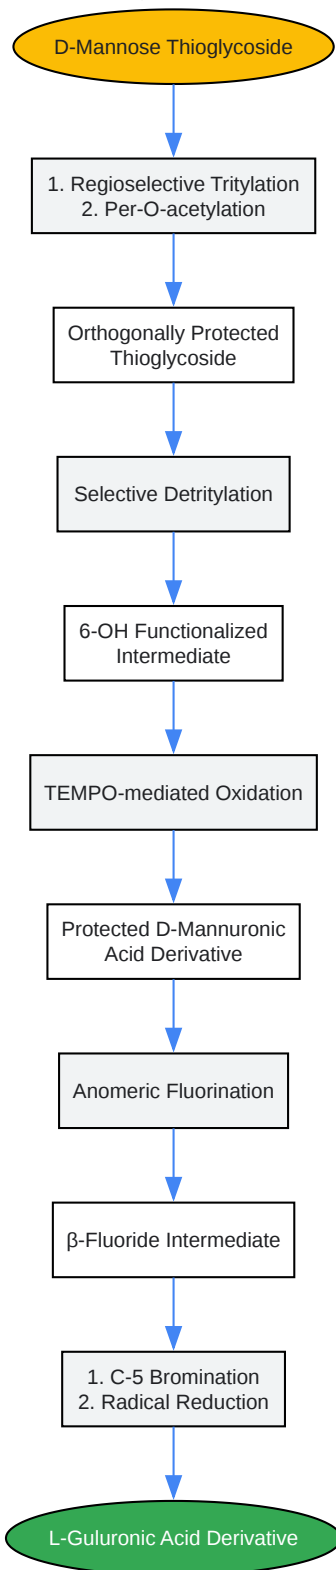 D-Mannose Thioglycoside
1. Regioselective Tritylation
2. Per-O-acetylation
Orthogonally Protected
Thioglycoside
Selective Detritylation
6-OH Functionalized
Intermediate
TEMPO-mediated Oxidation
Protected D-Mannuronic
Acid Derivative
Anomeric Fluorination
β-Fluoride Intermediate
1. C-5 Bromination
2. Radical Reduction
L-Guluronic Acid Derivative